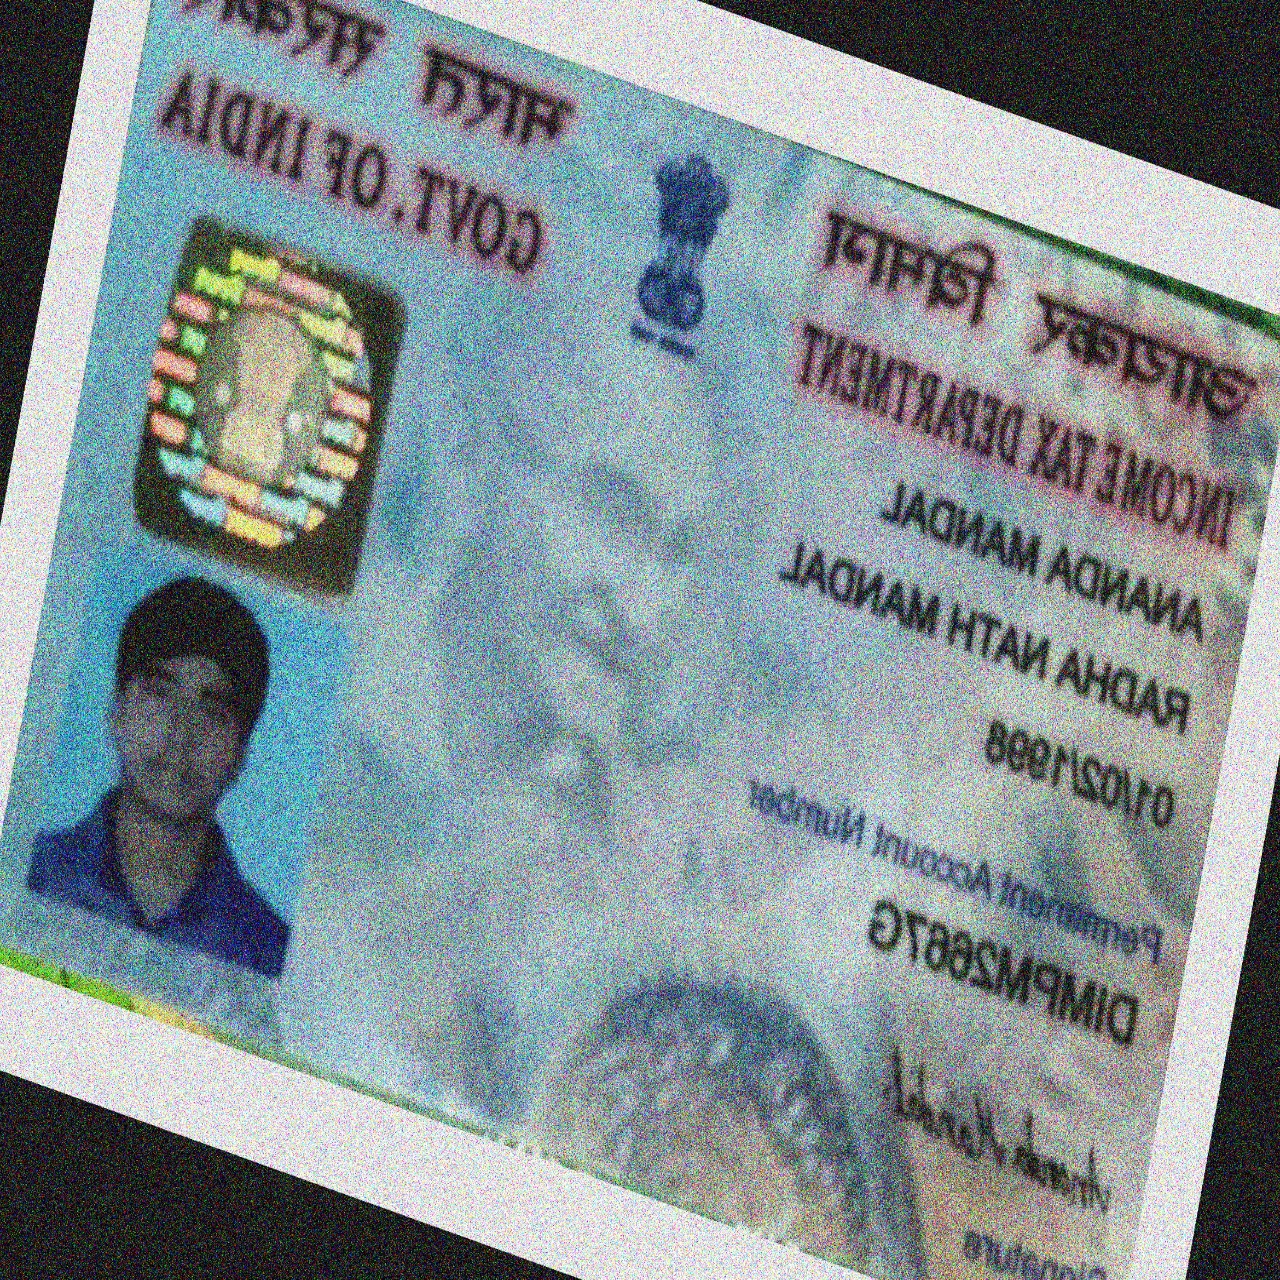 आयकर विभाग
INCOME TAX DEPARTMENT
भारत सरकार
GOVT. OF INDIA
ANANDA MANDAL
RADHA NATH MANDAL
01/02/1998
Permanent Account Number
DIMPM2667G
Ananda Mandal
Signature